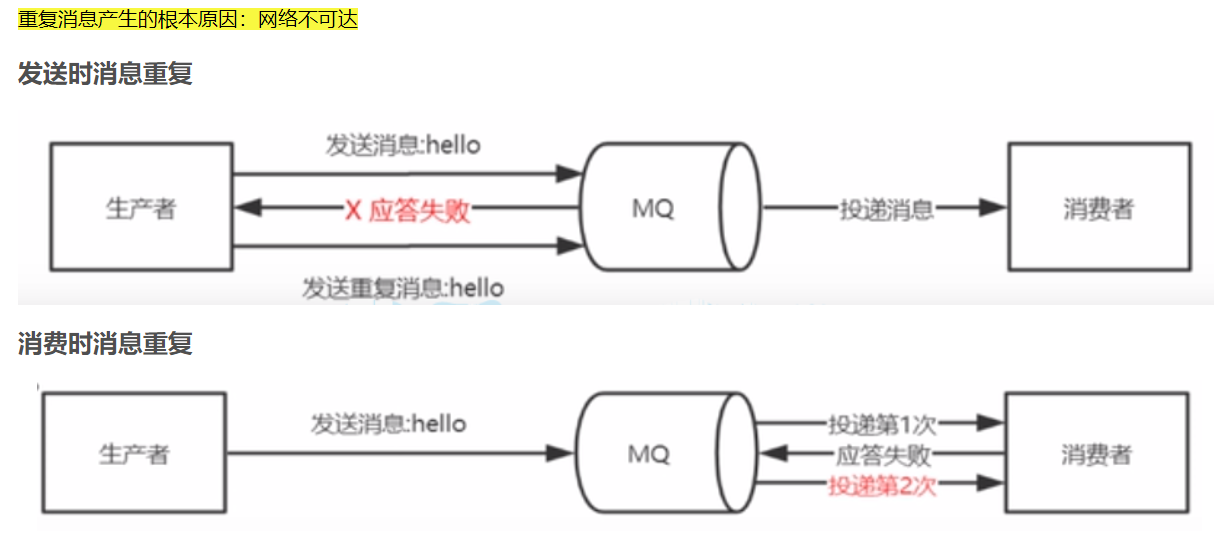 重复消息产生的根本原因：网络不可达
发送时消息重复
发送消息:hello
生产者
X 应答失败
MQ
投递消息
消费者
发送重复消息:hello
消费时消息重复
发送消息:hello
投递第1次
生产者
MQ
应答失败
消费者
投递第2次